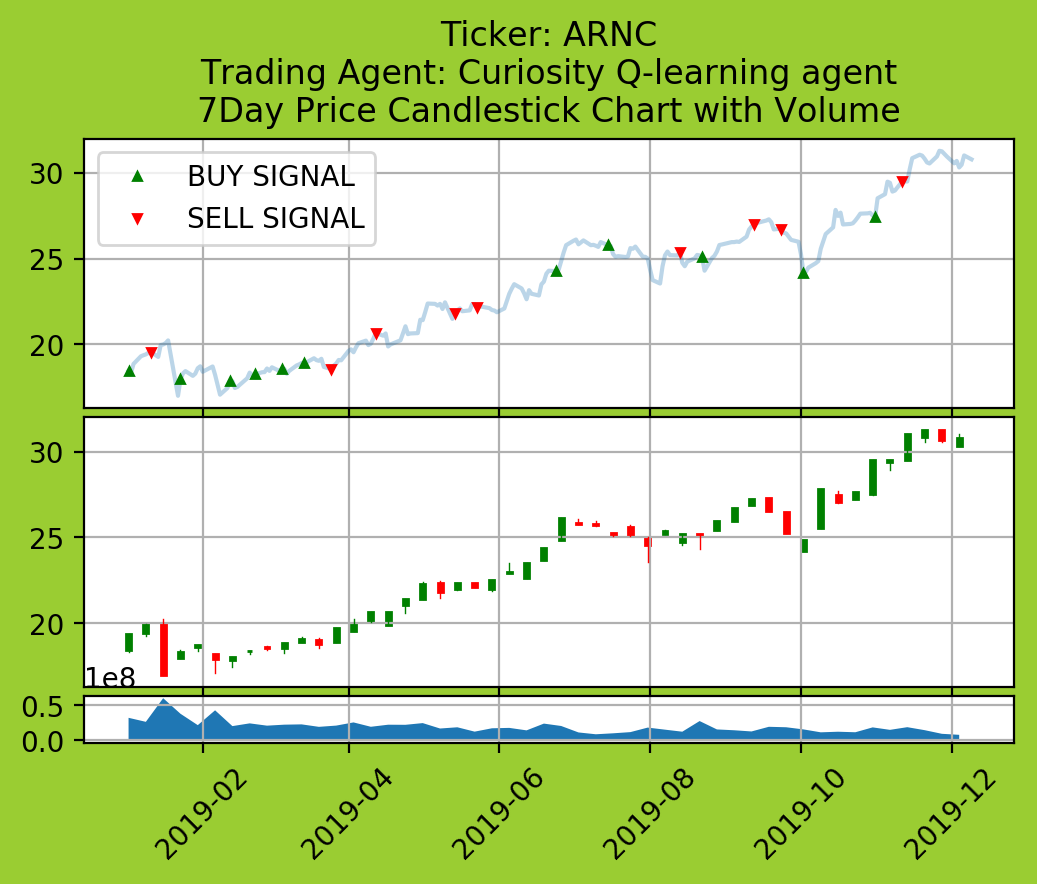 Ticker: ARNC
Trading Agent: Curiosity Q-learning agent
7Day Price Candlestick Chart with Volume
BUY SIGNAL
SELL SIGNAL
30
25
20
30
25
20
1e8
0.5
0.0
2019-02
2019-04
2019-06
2019-08
2019-10
2019-12